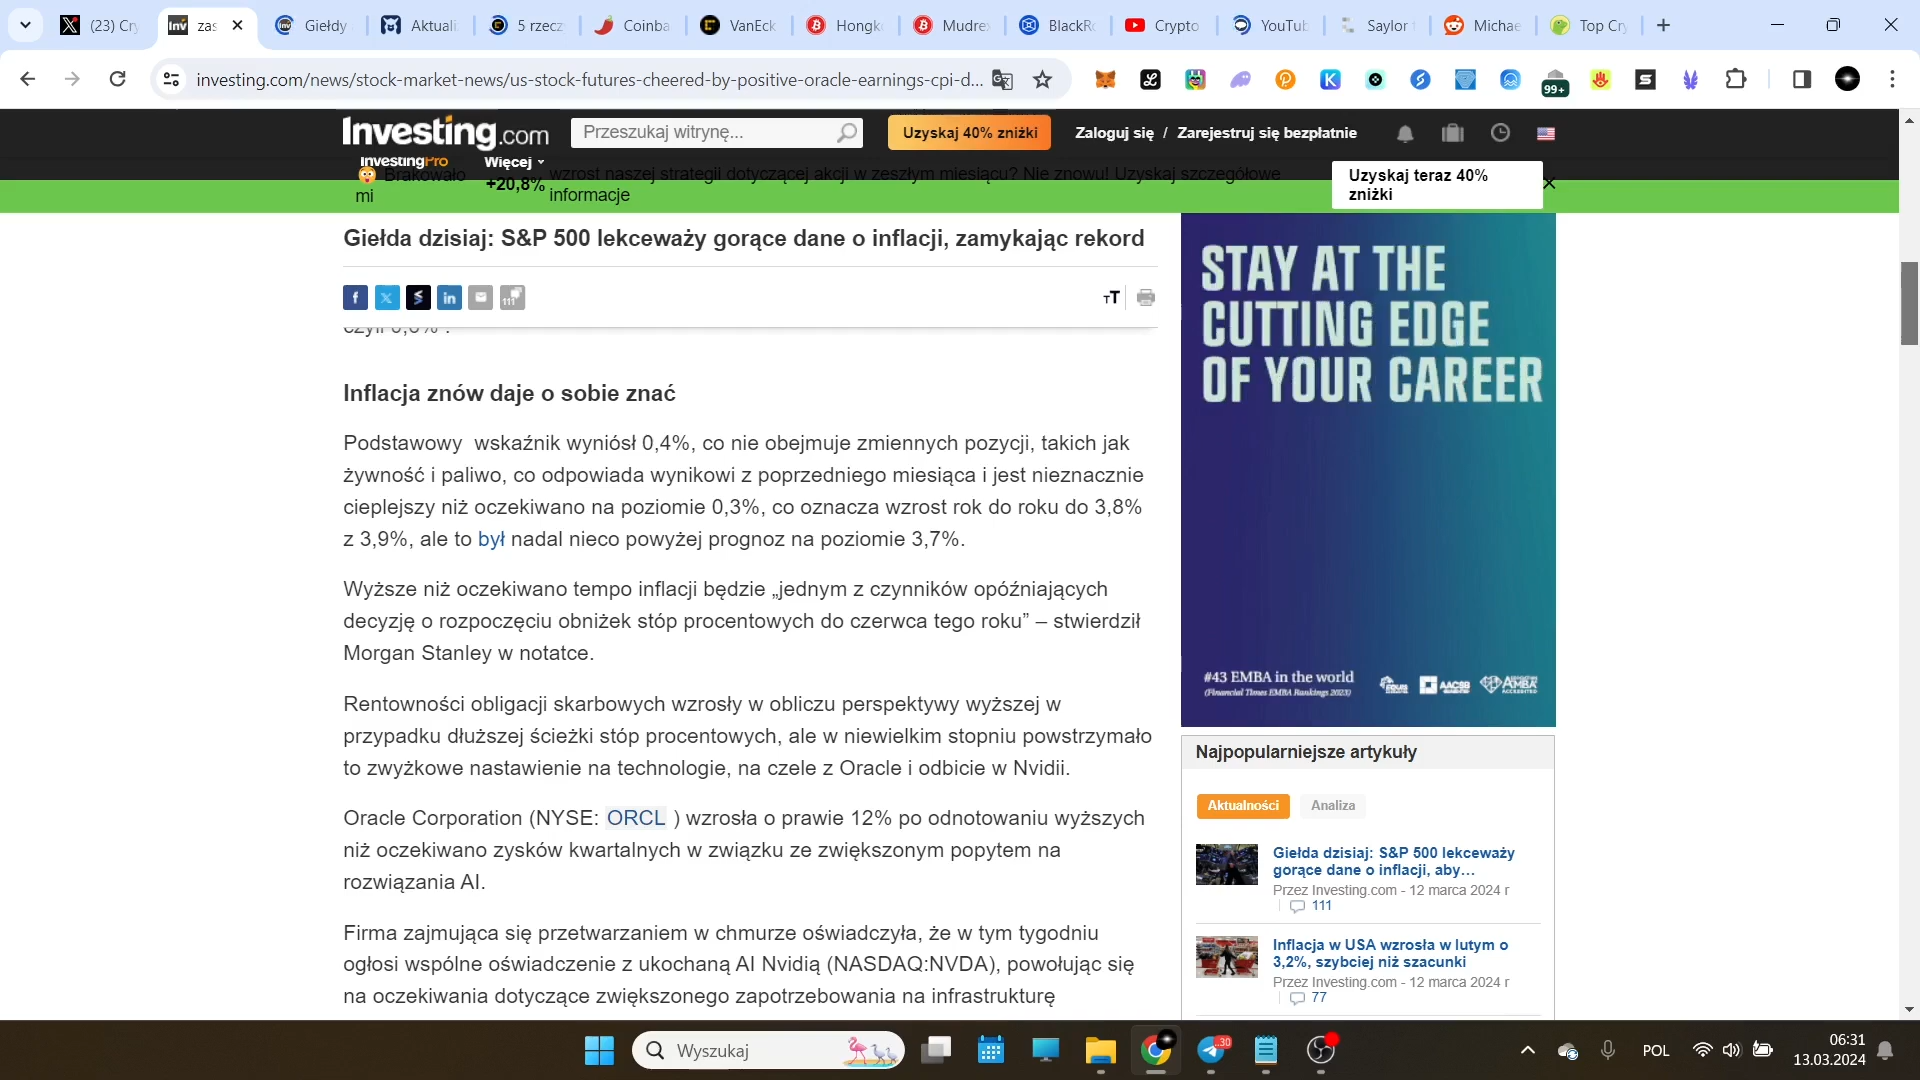 (23) Cry
zas
Giełdy
Aktuali
5 rzecz
Coinba
VanEck
Hongk
Mudre
BlackRo
Crypto
YouTub
Saylor
Michae
Top Cry
investing.com/news/stock-market-news/us-stock-futures-cheered-by-positive-oracle-earnings-cpi-d...
99+
Investing.com
Przeszukaj witrynę...
Uzyskaj 40% zniżki
Zaloguj się / Zarejestruj się bezpłatnie
InvestingPro
Więcej
Brakowało mi +20,8% wzrost naszej strategii dotyczącej akcji w zeszłym miesiącu? Nie znowu! Uzyskaj szczegółowe informacje
Uzyskaj teraz 40% zniżki
Giełda dzisiaj: S&P 500 lekceważy gorące dane o inflacji, zamykając rekord
111
Inflacja znów daje o sobie znać
Podstawowy wskaźnik wyniósł 0,4%, co nie obejmuje zmiennych pozycji, takich jak
żywność i paliwo, co odpowiada wynikowi z poprzedniego miesiąca i jest nieznacznie
cieplejszy niż oczekiwano na poziomie 0,3%, co oznacza wzrost rok do roku do 3,8%
z 3,9%, ale to był nadal nieco powyżej prognoz na poziomie 3,7%.
Wyższe niż oczekiwano tempo inflacji będzie „jednym z czynników opóźniających
decyzję o rozpoczęciu obniżek stóp procentowych do czerwca tego roku” – stwierdził
Morgan Stanley w notatce.
Rentowności obligacji skarbowych wzrosły w obliczu perspektywy wyższej w
przypadku dłuższej ścieżki stóp procentowych, ale w niewielkim stopniu powstrzymało
to zwyżkowe nastawienie na technologie, na czele z Oracle i odbicie w Nvidii.
Oracle Corporation (NYSE: ORCL ) wzrosła o prawie 12% po odnotowaniu wyższych
niż oczekiwano zysków kwartalnych w związku ze zwiększonym popytem na
rozwiązania AI.
Firma zajmująca się przetwarzaniem w chmurze oświadczyła, że w tym tygodniu
ogłosi wspólne oświadczenie z ukochaną AI Nvidią (NASDAQ:NVDA), powołując się
na oczekiwania dotyczące zwiększonego zapotrzebowania na infrastrukturę
STAY AT THE
CUTTING EDGE
OF YOUR CAREER
#43 EMBA in the world
(Financial Times EMBA Rankings 2023)
AACSB
AMBA
Najpopularniejsze artykuły
Aktualności
Analiza
Giełda dzisiaj: S&P 500 lekceważy
gorące dane o inflacji, aby…
Przez Investing.com - 12 marca 2024 r
111
Inflacja w USA wzrosła w lutym o
3,2%, szybciej niż szacunki
Przez Investing.com - 12 marca 2024 r
77
Wyszukaj
POL
06:31
13.03.2024